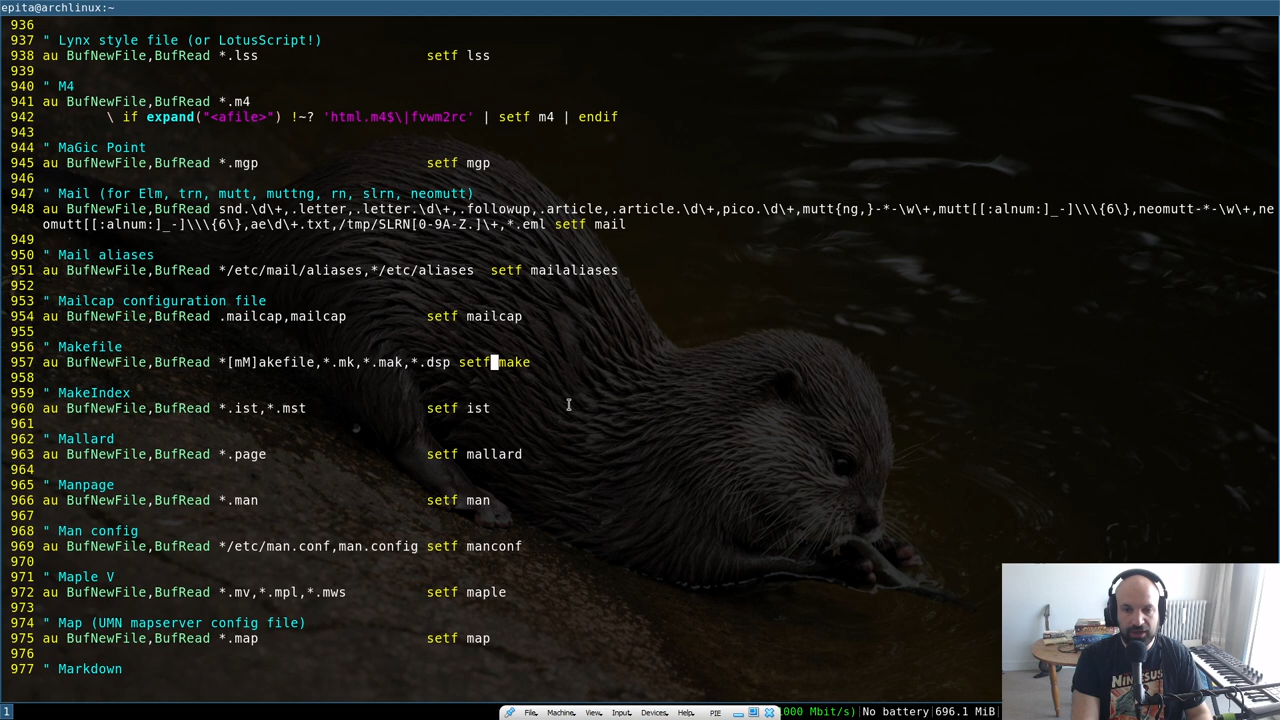 epita@archlinux:~
936
937 " Lynx style file (or LotusScript!)
938 au BufNewFile,BufRead *.lss setf lss
939
940 " M4
941 au BufNewFile,BufRead *.m4
942 \ if expand("<afile>") !~? 'html.m4$\|fvwm2rc' | setf m4 | endif
943
944 " MaGic Point
945 au BufNewFile,BufRead *.mgp setf mgp
946
947 " Mail (for Elm, trn, mutt, muttng, rn, slrn, neomutt)
948 au BufNewFile,BufRead snd.\d\+,.letter,.letter.\d\+,.followup,.article,.article.\d\+,pico.\d\+,mutt{ng,}-*-\w\+,mutt[[:alnum:]_-]\\\{6\},neomutt-*-\w\+,ne
omutt[[:alnum:]_-]\\\{6\},ae\d\+.txt,/tmp/SLRN[0-9A-Z.]\+,*.eml setf mail
949
950 " Mail aliases
951 au BufNewFile,BufRead */etc/mail/aliases,*/etc/aliases setf mailaliases
952
953 " Mailcap configuration file
954 au BufNewFile,BufRead .mailcap,mailcap setf mailcap
955
956 " Makefile
957 au BufNewFile,BufRead *[mM]akefile,*.mk,*.mak,*.dsp setf make
958
959 " MakeIndex
960 au BufNewFile,BufRead *.ist,*.mst setf ist
961
962 " Mallard
963 au BufNewFile,BufRead *.page setf mallard
964
965 " Manpage
966 au BufNewFile,BufRead *.man setf man
967
968 " Man config
969 au BufNewFile,BufRead */etc/man.conf,man.config setf manconf
970
971 " Maple V
972 au BufNewFile,BufRead *.mv,*.mpl,*.mws setf maple
973
974 " Map (UMN mapserver config file)
975 au BufNewFile,BufRead *.map setf map
976
977 " Markdown
1 File Machine View Input Devices Help PIE 000 Mbit/s)|No battery|696.1 MiB